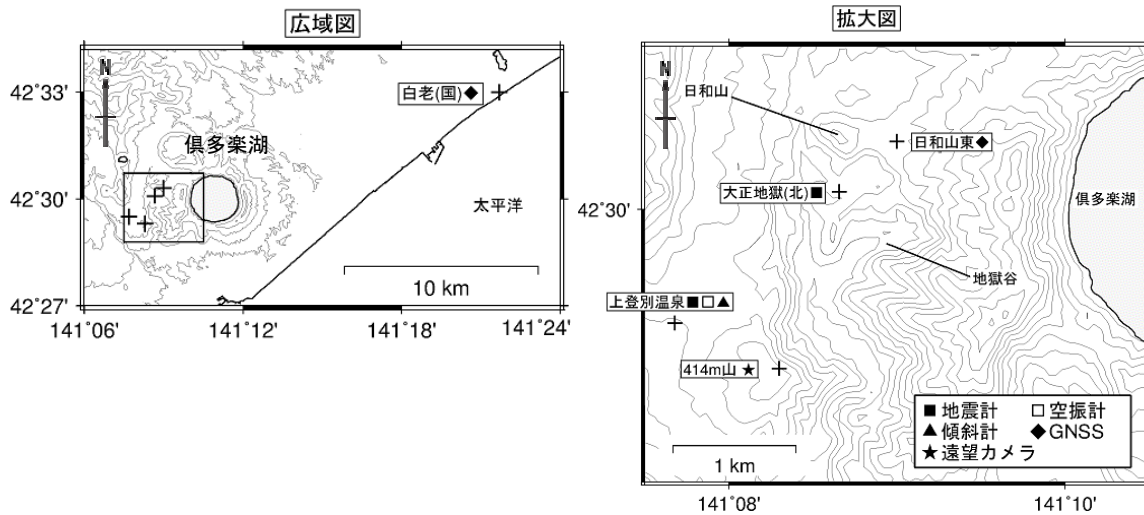 広域図
N
42°33'
42°30'
42°27'
141°06'
141°12'
141°18'
141°24'
白老(国)◆
倶多楽湖
太平洋
10 km
拡大図
N
日和山
日和山東◆
大正地獄(北)■
42°30'
倶多楽湖
地獄谷
上登別温泉■□▲
414m山 ★
■ 地震計 □ 空振計
▲ 傾斜計 ◆ GNSS
★ 遠望カメラ
1 km
141°08'
141°10'